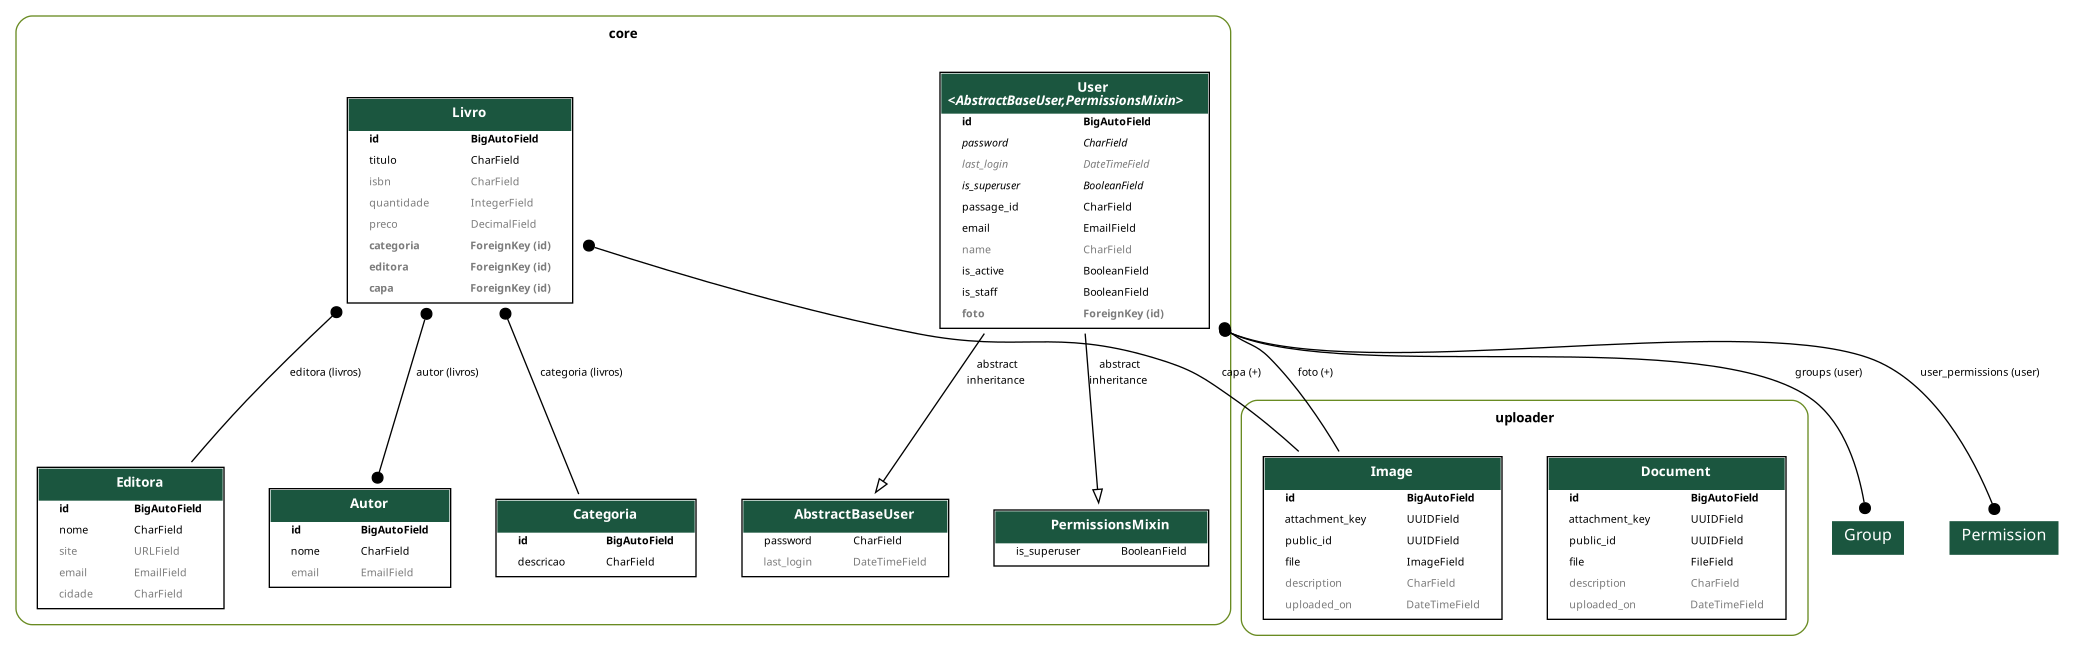 core
Livro
id BigAutoField
titulo CharField
isbn CharField
quantidade IntegerField
preco DecimalField
categoria ForeignKey (id)
editora ForeignKey (id)
capa ForeignKey (id)
User
<AbstractBaseUser,PermissionsMixin>
id BigAutoField
password CharField
last_login DateTimeField
is_superuser BooleanField
passage_id CharField
email EmailField
name CharField
is_active BooleanField
is_staff BooleanField
foto ForeignKey (id)
editora (livros)
autor (livros)
categoria (livros)
abstract
inheritance
abstract
inheritance
capa (+)
foto (+)
groups (user)
user_permissions (user)
Editora
id BigAutoField
nome CharField
site URLField
email EmailField
cidade CharField
Autor
id BigAutoField
nome CharField
email EmailField
Categoria
id BigAutoField
descricao CharField
AbstractBaseUser
password CharField
last_login DateTimeField
PermissionsMixin
is_superuser BooleanField
uploader
Image
id BigAutoField
attachment_key UUIDField
public_id UUIDField
file ImageField
description CharField
uploaded_on DateTimeField
Document
id BigAutoField
attachment_key UUIDField
public_id UUIDField
file FileField
description CharField
uploaded_on DateTimeField
Group
Permission